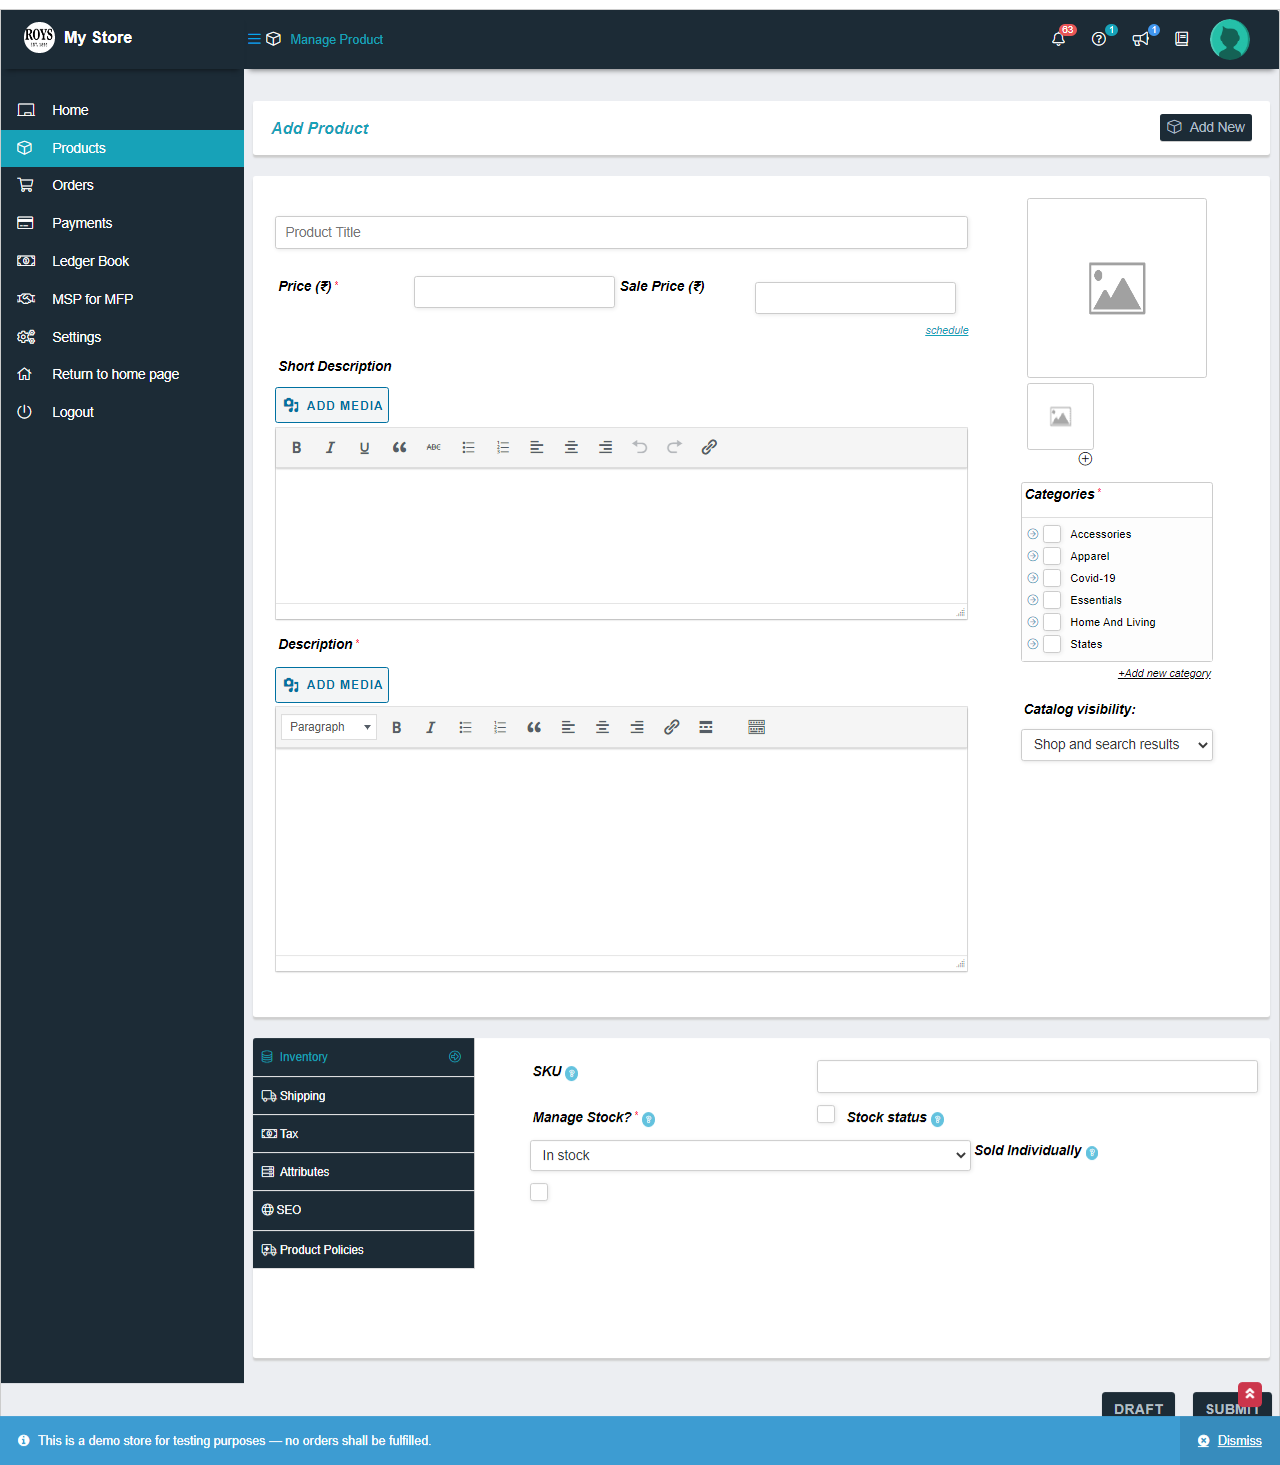 ROYS My Store
Manage Product
63
1
1
Home
Products
Orders
Payments
Ledger Book
MSP for MFP
Settings
Return to home page
Logout
Add Product
Add New
Product Title
Price (₹) *
Sale Price (₹)
schedule
Short Description
ADD MEDIA
B I U “ ABC
Description *
ADD MEDIA
Paragraph B I “
Categories *
Accessories
Apparel
Covid-19
Essentials
Home And Living
States
+Add new category
Catalog visibility:
Shop and search results
Inventory
Shipping
Tax
Attributes
SEO
Product Policies
SKU
Manage Stock? *
Stock status
In stock
Sold Individually
DRAFT
SUBMIT
This is a demo store for testing purposes — no orders shall be fulfilled.
Dismiss